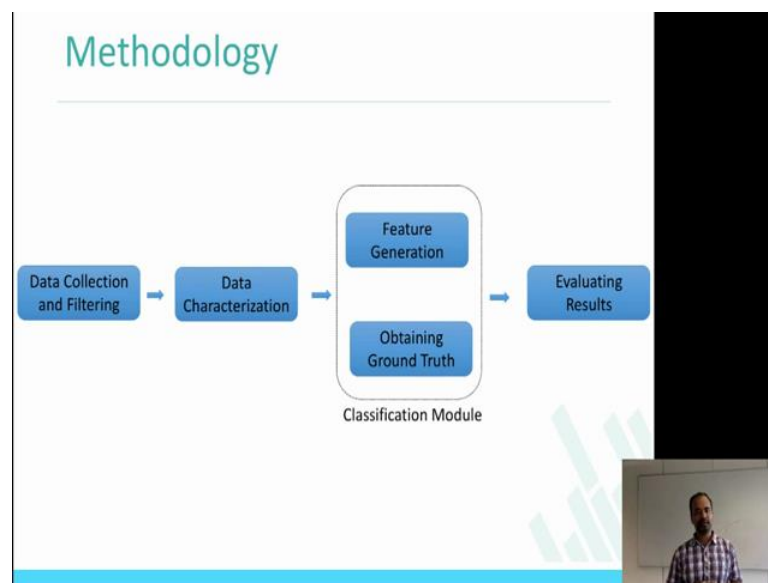 Methodology
Data Collection
and Filtering
Data
Characterization
Feature
Generation
Obtaining
Ground Truth
Classification Module
Evaluating
Results